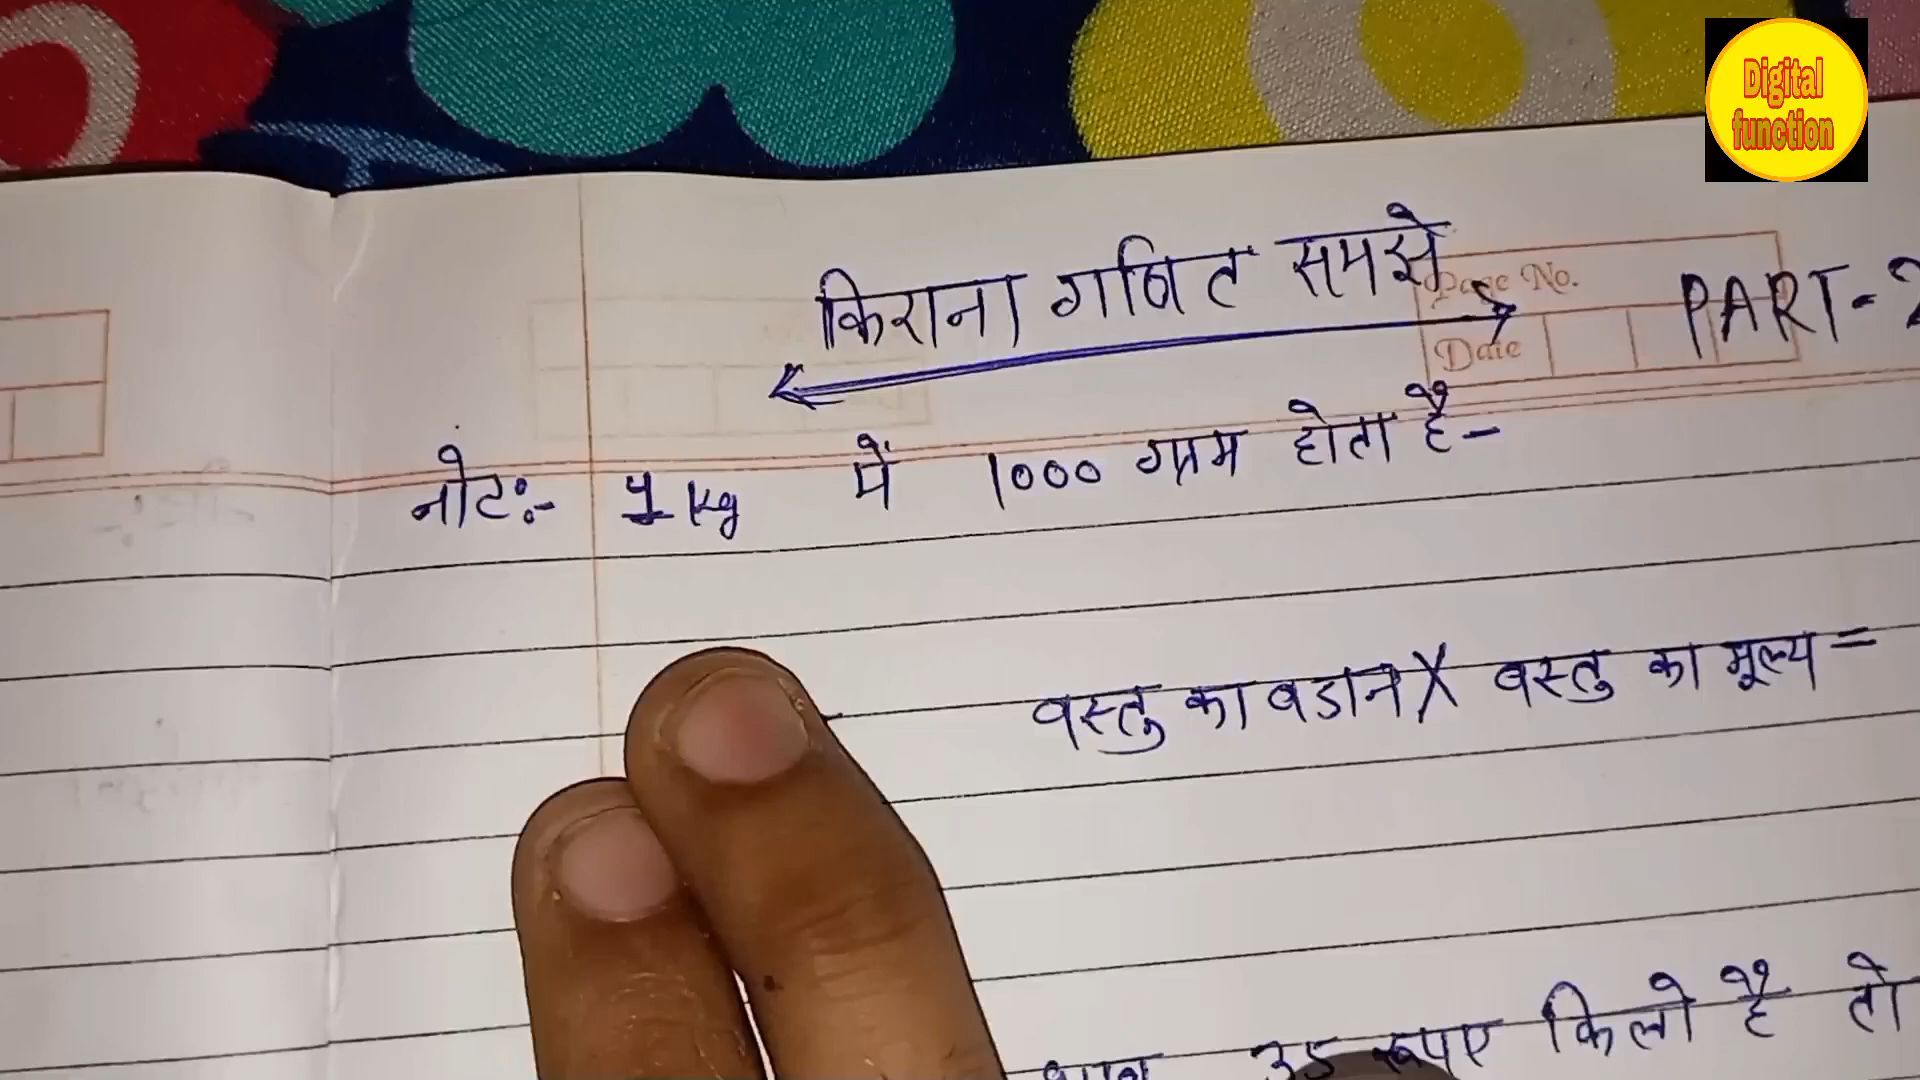 Digital
function
किराना गणित समझे
Page No.
PART-2
Date
नोटः- 1 kg में 1000 ग्राम होता है-
वस्तु का वजन X वस्तु का मूल्य =
35 रूपए किलो है तो